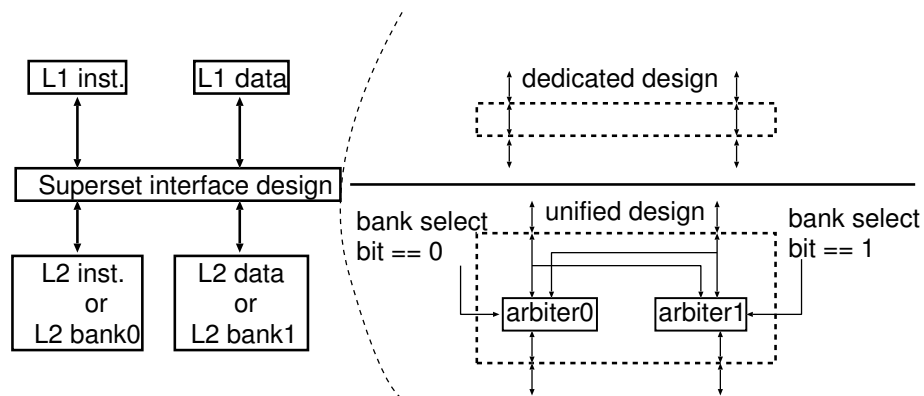 L1 inst.
L1 data
Superset interface design
L2 inst.
or
L2 bank0
L2 data
or
L2 bank1
dedicated design
unified design
bank select
bit == 0
bank select
bit == 1
arbiter0
arbiter1